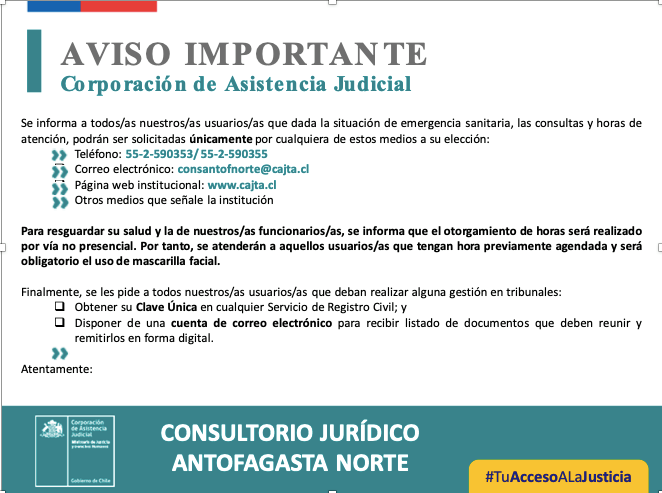 AVISO IMPORTANTE
Corporación de Asistencia Judicial
Se informa a todos/as nuestros/as usuarios/as que dada la situación de emergencia sanitaria, las consultas y horas de
atención, podrán ser solicitadas únicamente por cualquiera de estos medios a su elección:
Teléfono: 55-2-590353/ 55-2-590355
Correo electrónico: consantofnorte@cajta.cl
Página web institucional: www.cajta.cl
Otros medios que señale la institución
Para resguardar su salud y la de nuestros/as funcionarios/as, se informa que el otorgamiento de horas será realizado
por vía no presencial. Por tanto, se atenderán a aquellos usuarios/as que tengan hora previamente agendada y será
obligatorio el uso de mascarilla facial.
Finalmente, se les pide a todos nuestros/as usuarios/as que deban realizar alguna gestión en tribunales:
Obtener su Clave Única en cualquier Servicio de Registro Civil; y
Disponer de una cuenta de correo electrónico para recibir listado de documentos que deben reunir y
remitirlos en forma digital.
Atentamente:
Corporación
de Asistencia
Judicial
Ministerio de Justicia
y Derechos Humanos
Gobierno de Chile
CONSULTORIO JURÍDICO
ANTOFAGASTA NORTE
#TuAccesoALaJusticia